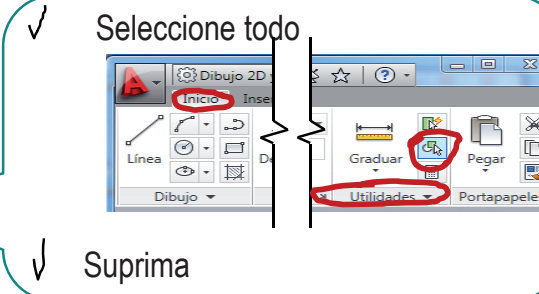 Seleccione todo
Dibujo 2D y
Inicio Inse
Línea De Graduar Pegar
Dibujo Utilidades Portapapeles
Suprima